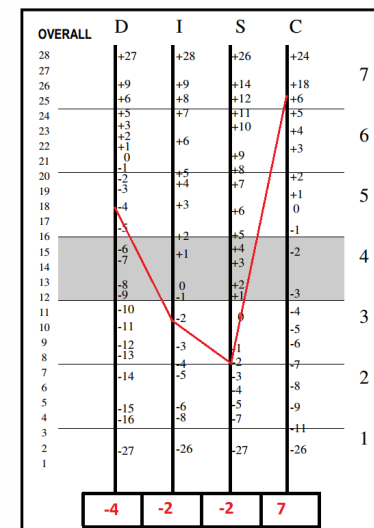 OVERALL D I S C
28 +27 +28 +26 +24
27 7
26 +9 +9 +14 +18
25 +6 +8 +12 +6
24 +5 +7 +11 +5
23 +3 +10 +4
22 +2 +6 6
21 +1 +3
0 +9
20 -1 +5 +8 +2
19 -2 +4 +7
-3 +1 5
18 -4 +3 +6 0
17 -5 -1
16 +2 +5
15 -6 +1 +4 -2 4
14 -7 +3
13 -8 0 +2
12 -9 -1 +1 -3
11 -10 -2 0 -4 3
10 -11 -5
9 -12 -3 -1 -6
8 -13 -4 -2 -7
7 -14 -5 -3 2
6 -4 -8
5 -15 -6 -5 -9
4 -16 -8 -7
3 -11
2 -27 -26 -27 -26 1
1
-4 -2 -2 7